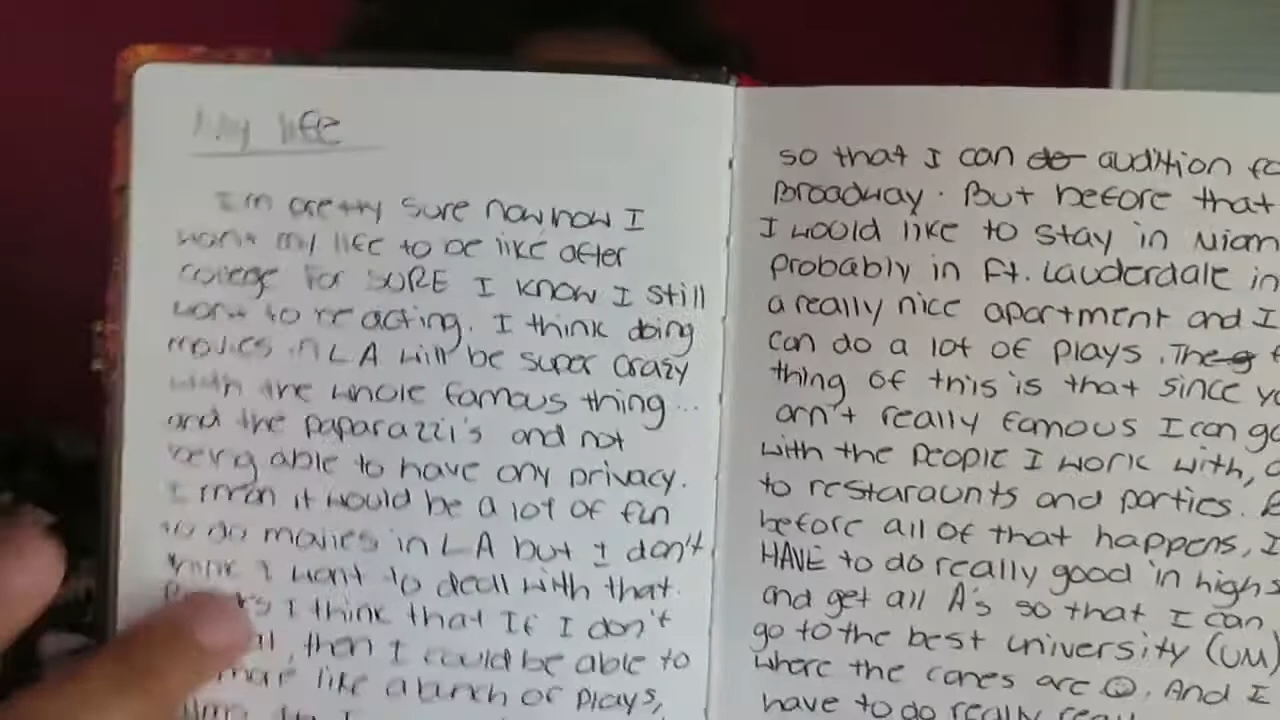 My life
I'm pretty sure now how I
want my life to be like after
college. For SURE I know I still
want to be acting. I think doing
movies in LA will be super crazy
with the whole famous thing...
and the paparazzi's and not
being able to have any privacy.
I mean it would be a lot of fun
to do movies in LA but I don't
think I want to deal with that.
I think that If I don't
then I could be able to
like a bunch of plays,
so that I can do audition fo
Broadway. But before that
I would like to stay in Miam
probably in Ft. Lauderdale in
a really nice apartment and I
can do a lot of plays. The
thing of this is that since yo
arn't really famous I can go
with the people I work with,
to restaraunts and parties.
before all of that happens, I
HAVE to do really good in highs
and get all A's so that I can
go to the best university (UM)
where the canes are ☺. And I
have to do really